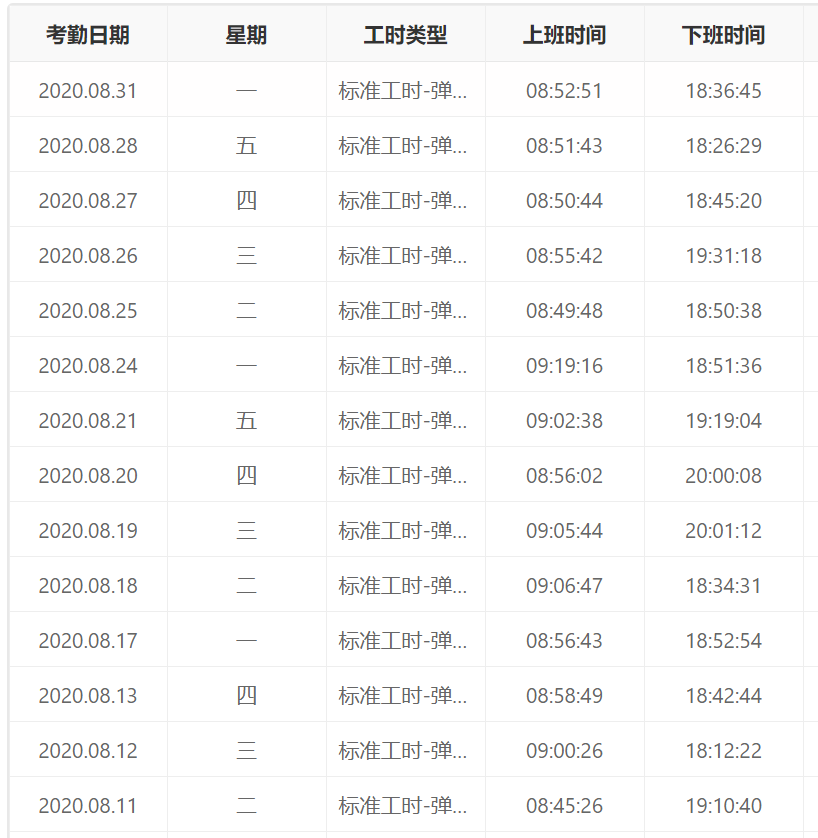 考勤日期 星期 工时类型 上班时间 下班时间
2020.08.31 一 标准工时-弹... 08:52:51 18:36:45
2020.08.28 五 标准工时-弹... 08:51:43 18:26:29
2020.08.27 四 标准工时-弹... 08:50:44 18:45:20
2020.08.26 三 标准工时-弹... 08:55:42 19:31:18
2020.08.25 二 标准工时-弹... 08:49:48 18:50:38
2020.08.24 一 标准工时-弹... 09:19:16 18:51:36
2020.08.21 五 标准工时-弹... 09:02:38 19:19:04
2020.08.20 四 标准工时-弹... 08:56:02 20:00:08
2020.08.19 三 标准工时-弹... 09:05:44 20:01:12
2020.08.18 二 标准工时-弹... 09:06:47 18:34:31
2020.08.17 一 标准工时-弹... 08:56:43 18:52:54
2020.08.13 四 标准工时-弹... 08:58:49 18:42:44
2020.08.12 三 标准工时-弹... 09:00:26 18:12:22
2020.08.11 二 标准工时-弹... 08:45:26 19:10:40